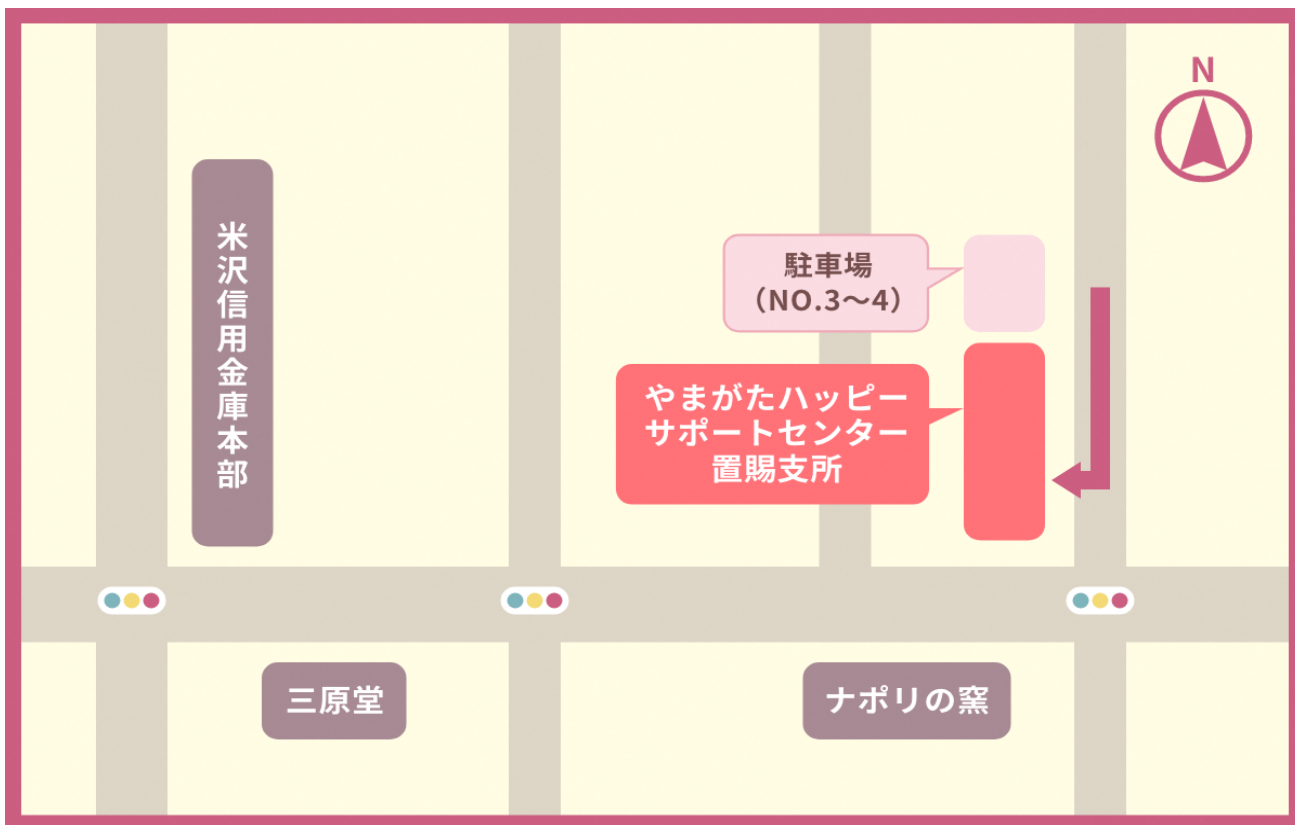 N
米沢信用金庫本部
駐車場
（NO.3〜4）
やまがたハッピー
サポートセンター
置賜支所
三原堂
ナポリの窯